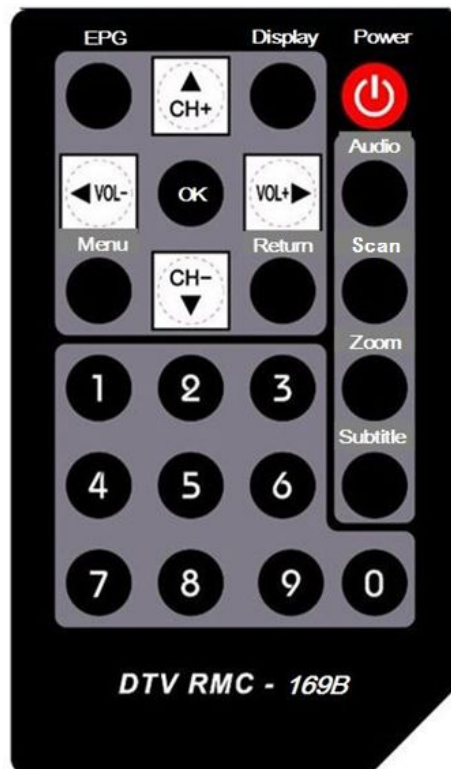 EPG Display Power
CH+
Audio
VOL- OK VOL+
Menu Return Scan
CH-
Zoom
1 2 3
Subtitle
4 5 6
7 8 9 0
DTV RMC - 169B